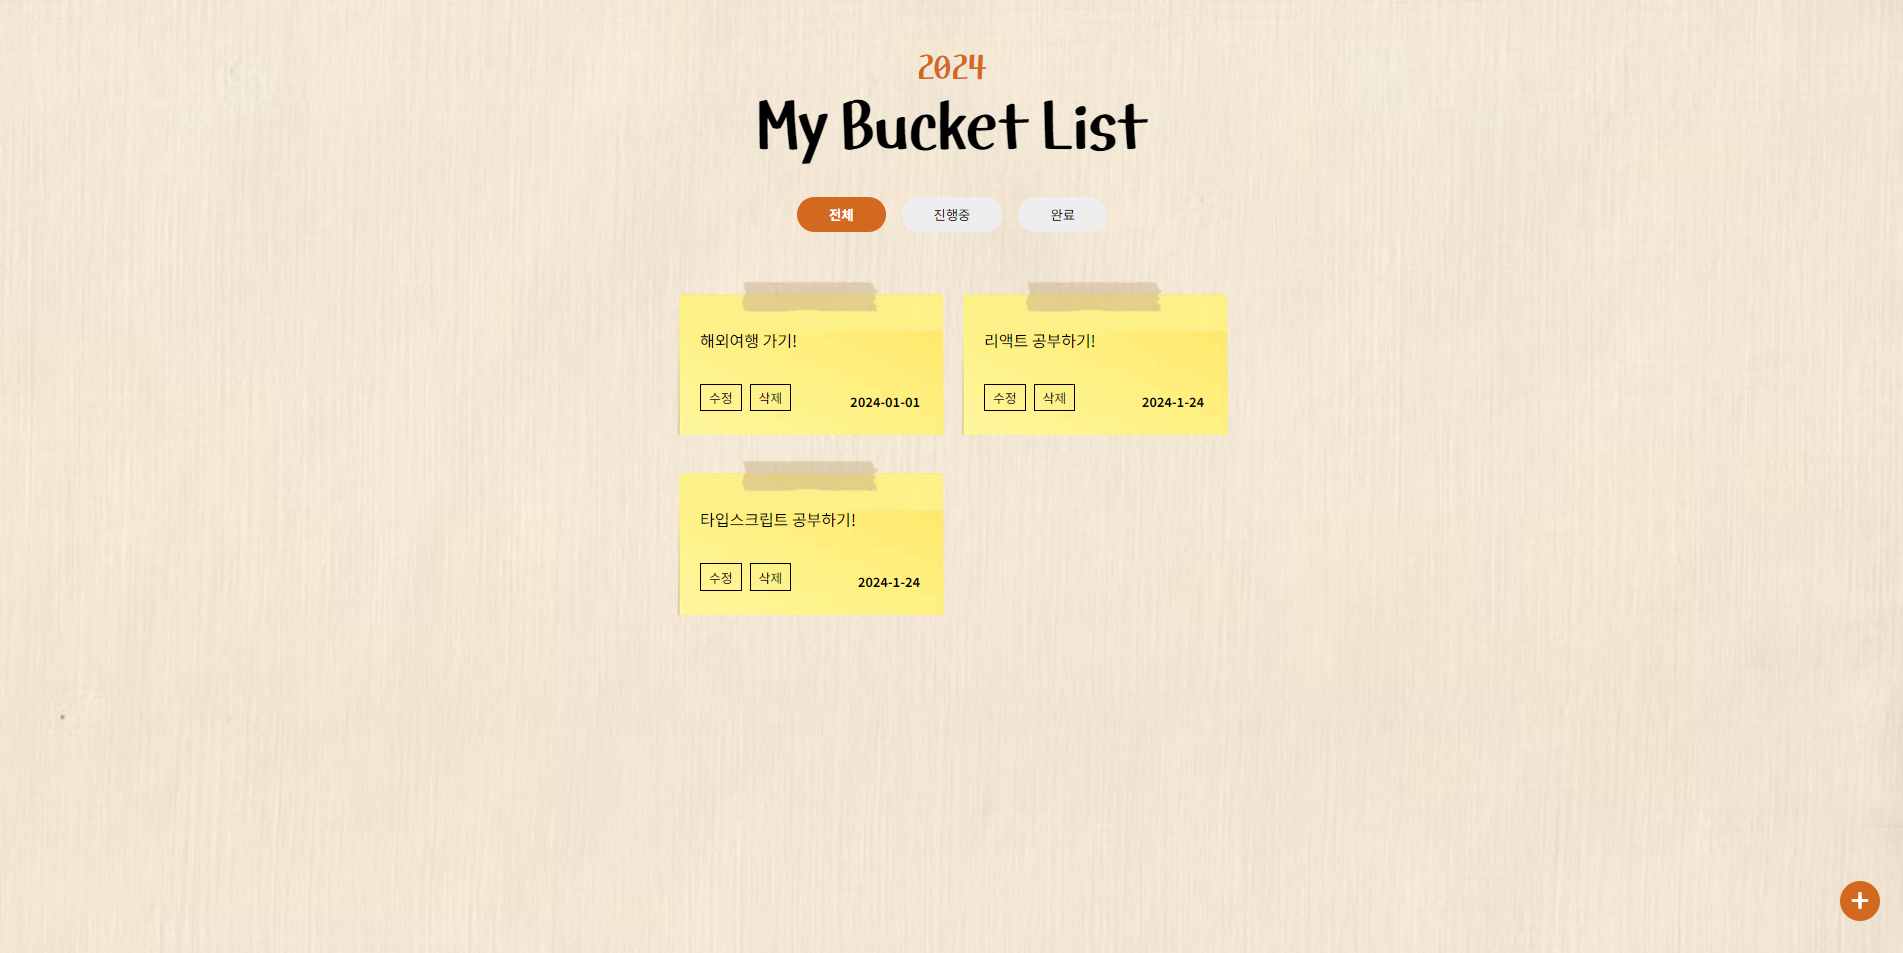 2024
My Bucket List
전체 진행중 완료
해외여행 가기!
수정 삭제 2024-01-01
리액트 공부하기!
수정 삭제 2024-1-24
타입스크립트 공부하기!
수정 삭제 2024-1-24
+